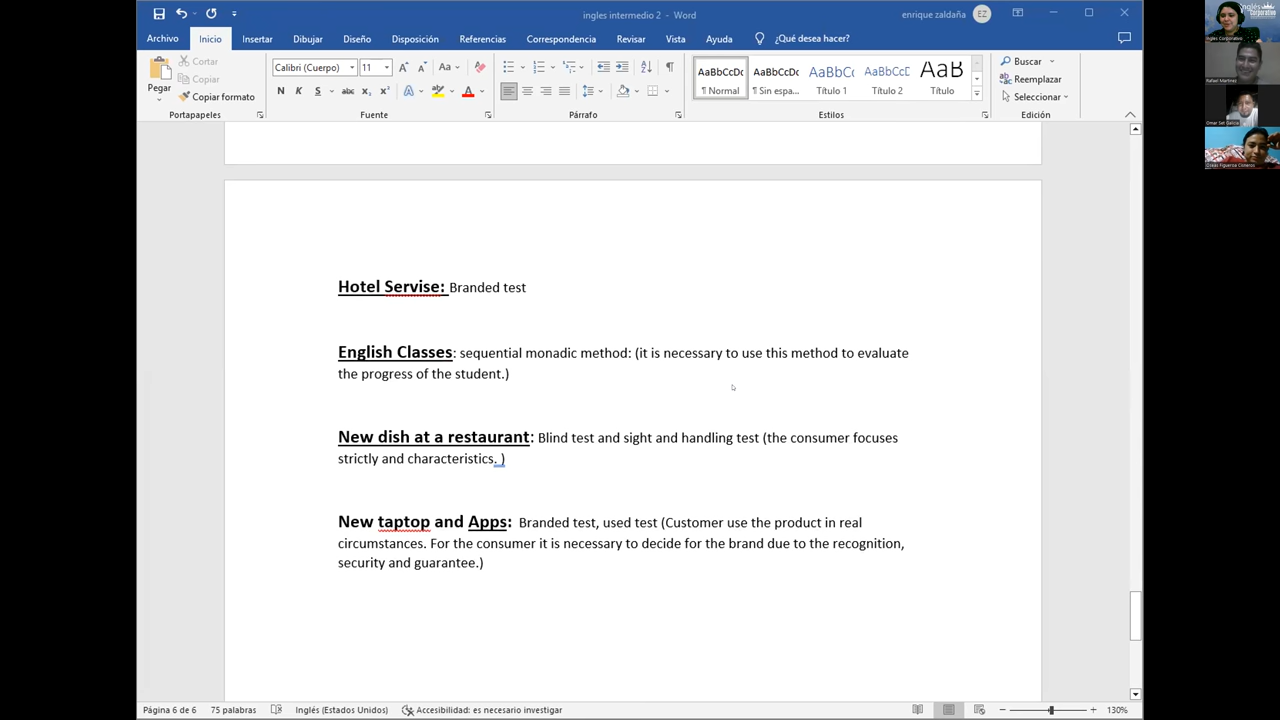 ingles intermedio 2 - Word
enrique zaldaña
EZ
Archivo
Inicio
Insertar
Dibujar
Diseño
Disposición
Referencias
Correspondencia
Revisar
Vista
Ayuda
¿Qué desea hacer?
Pegar
Cortar
Copiar
Copiar formato
Portapapeles
Calibri (Cuerpo)
11
Fuente
Párrafo
AaBbCcDc
¶ Normal
AaBbCcDc
¶ Sin espa...
AaBbCc
Título 1
AaBbCcD
Título 2
AaB
Título
Estilos
Buscar
Reemplazar
Seleccionar
Edición
Inglés Corporativo
Rafael Martinez
Hotel Servise: Branded test
English Classes: sequential monadic method: (it is necessary to use this method to evaluate
the progress of the student.)
New dish at a restaurant: Blind test and sight and handling test (the consumer focuses
strictly and characteristics. )
New taptop and Apps: Branded test, used test (Customer use the product in real
circumstances. For the consumer it is necessary to decide for the brand due to the recognition,
security and guarantee.)
Página 6 de 6
75 palabras
Inglés (Estados Unidos)
Accesibilidad: es necesario investigar
130%